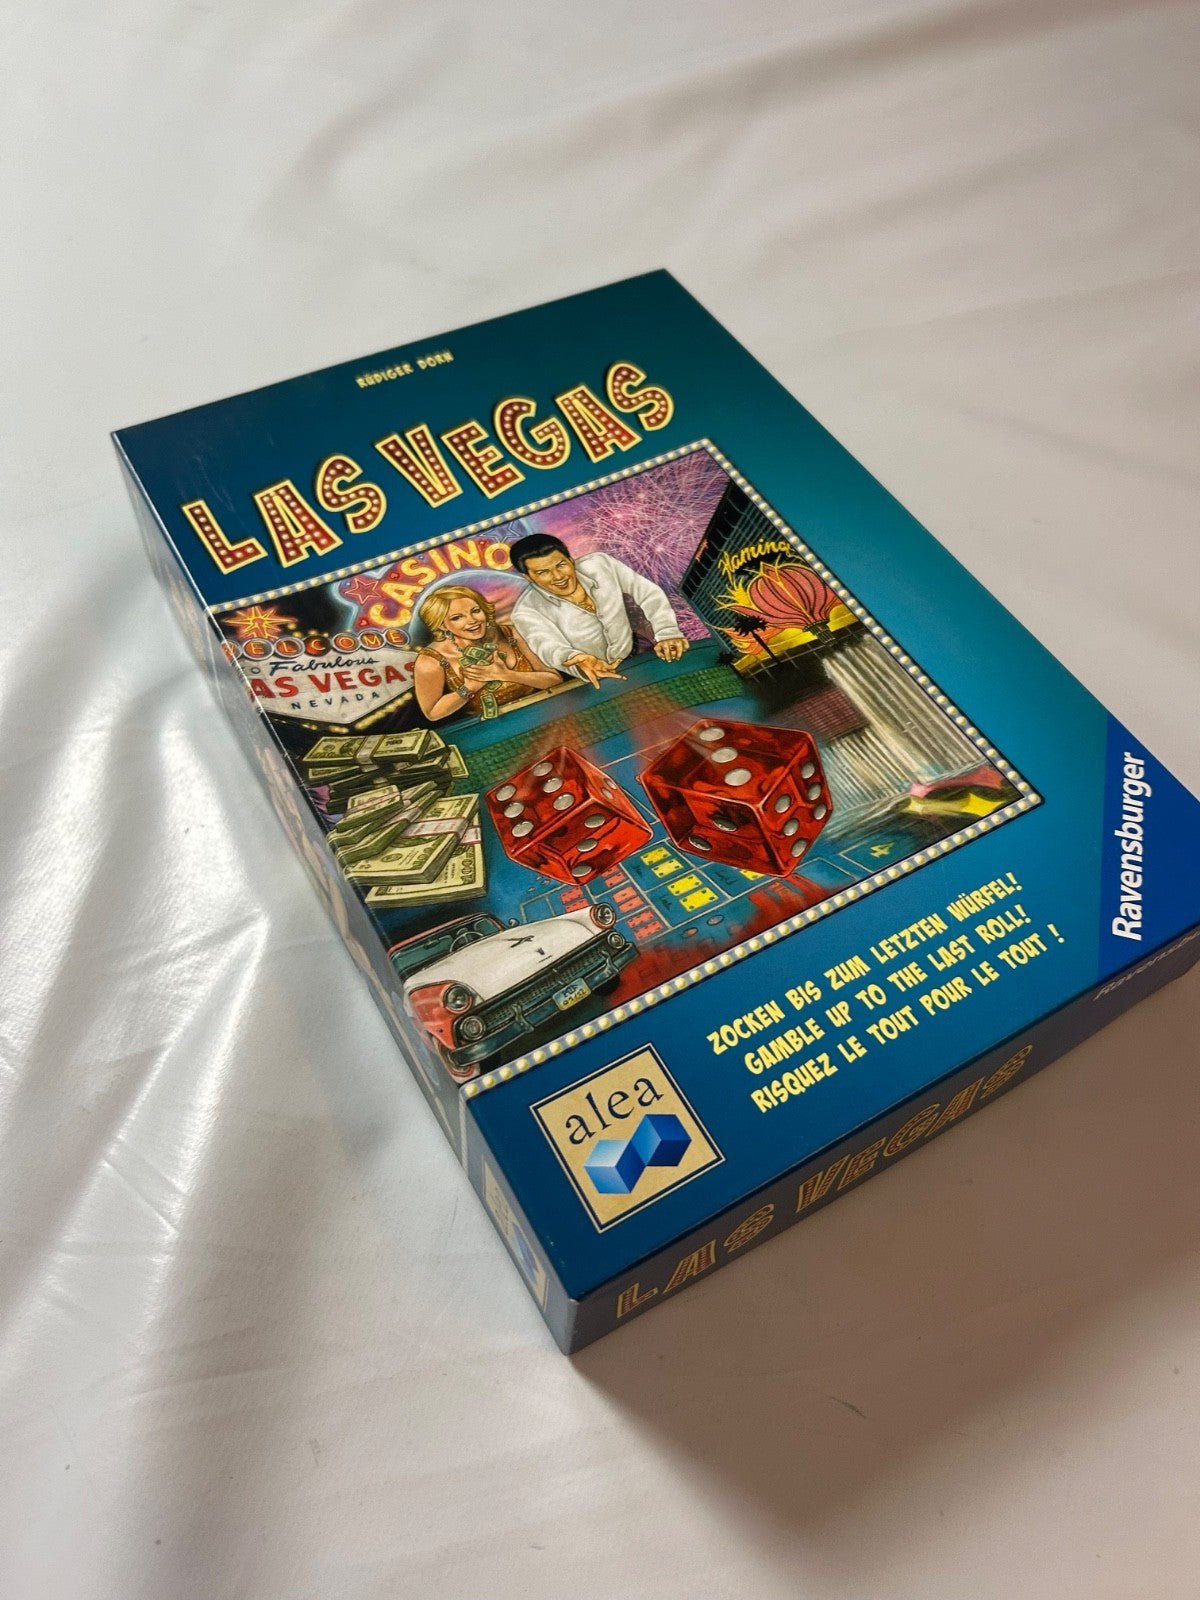 RÜDIGER DORN
LAS VEGAS
CASINO
Flamingo
WELCOME
TO Fabulous
LAS VEGAS
NEVADA
ZOCKEN BIS ZUM LETZTEN WÜRFEL!
GAMBLE UP TO THE LAST ROLL!
RISQUEZ LE TOUT POUR LE TOUT !
Ravensburger
alea
LAS VEGAS